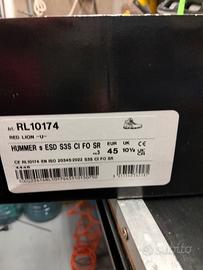 Art. RL10174
RED LION -U-
HUMMER s ESD S3S CI FO SR
EUR UK
45 10½
CE RL10174 EN ISO 20345:2022 S3S CI FO SR
Subito